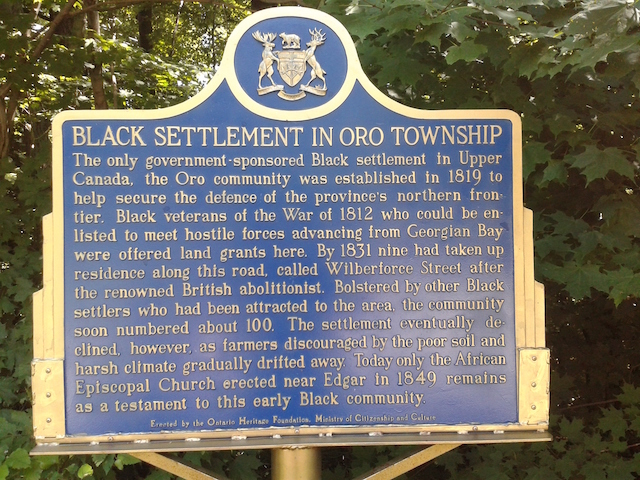 BLACK SETTLEMENT IN ORO TOWNSHIP
The only government-sponsored Black settlement in Upper
Canada, the Oro community was established in 1819 to
help secure the defence of the province's northern fron-
tier. Black veterans of the War of 1812 who could be en-
listed to meet hostile forces advancing from Georgian Bay
were offered land grants here. By 1831 nine had taken up
residence along this road, called Wilberforce Street after
the renowned British abolitionist. Bolstered by other Black
settlers who had been attracted to the area, the community
soon numbered about 100. The settlement eventually de-
clined, however, as farmers discouraged by the poor soil and
harsh climate gradually drifted away. Today only the African
Episcopal Church erected near Edgar in 1849 remains
as a testament to this early Black community.
Erected by the Ontario Heritage Foundation, Ministry of Citizenship and Culture